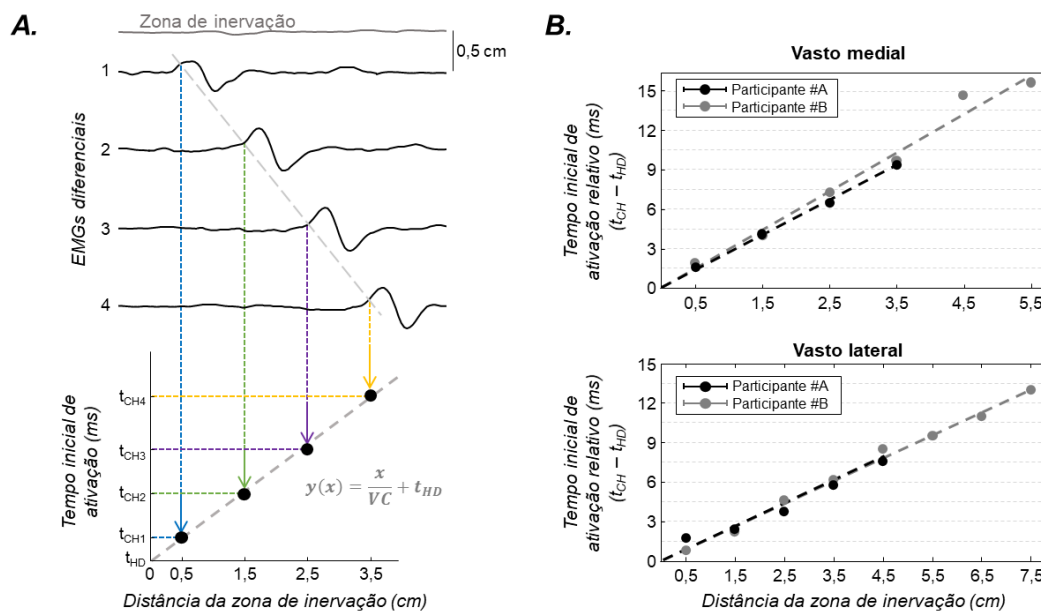 A.
Zona de inervação
0,5 cm
1
2
3
4
EMGs diferenciais
Tempo inicial de
ativação (ms)
tCH4
tCH3
tCH2
tCH1
tHD
y(x) = x/VC + tHD
0 0,5 1,5 2,5 3,5
Distância da zona de inervação (cm)
B.
Vasto medial
Participante #A
Participante #B
Tempo inicial de
ativação relativo (ms)
(tCH – tHD)
15
12
9
6
3
0
0,5 1,5 2,5 3,5 4,5 5,5
Vasto lateral
Participante #A
Participante #B
Tempo inicial de
ativação relativo (ms)
(tCH – tHD)
15
12
9
6
3
0
0,5 1,5 2,5 3,5 4,5 5,5 6,5 7,5
Distância da zona de inervação (cm)